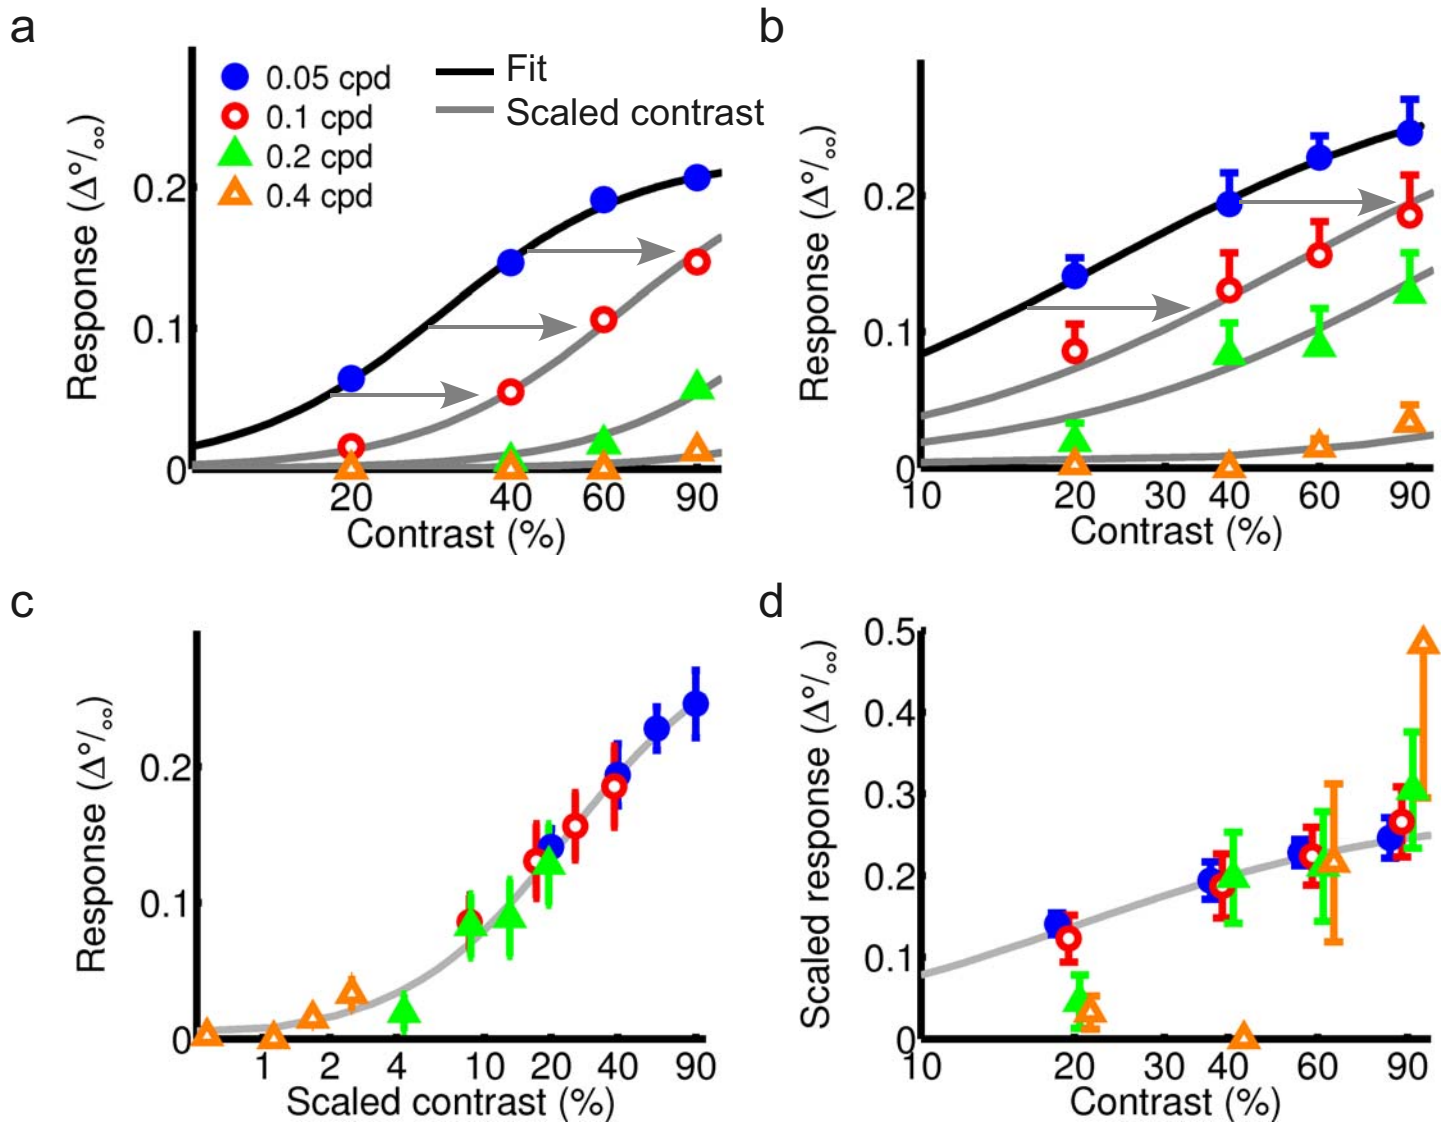 a
0.05 cpd
0.1 cpd
0.2 cpd
0.4 cpd
Fit
Scaled contrast
Response (Δ°/₀₀)
0.2
0.1
0
20 40 60 90
Contrast (%)
b
Response (Δ°/₀₀)
0.2
0.1
0
10 20 30 40 60 90
Contrast (%)
c
Response (Δ°/₀₀)
0.2
0.1
0
1 2 4 10 20 40 90
Scaled contrast (%)
d
Scaled response (Δ°/₀₀)
0.5
0.4
0.3
0.2
0.1
0
10 20 30 40 60 90
Contrast (%)